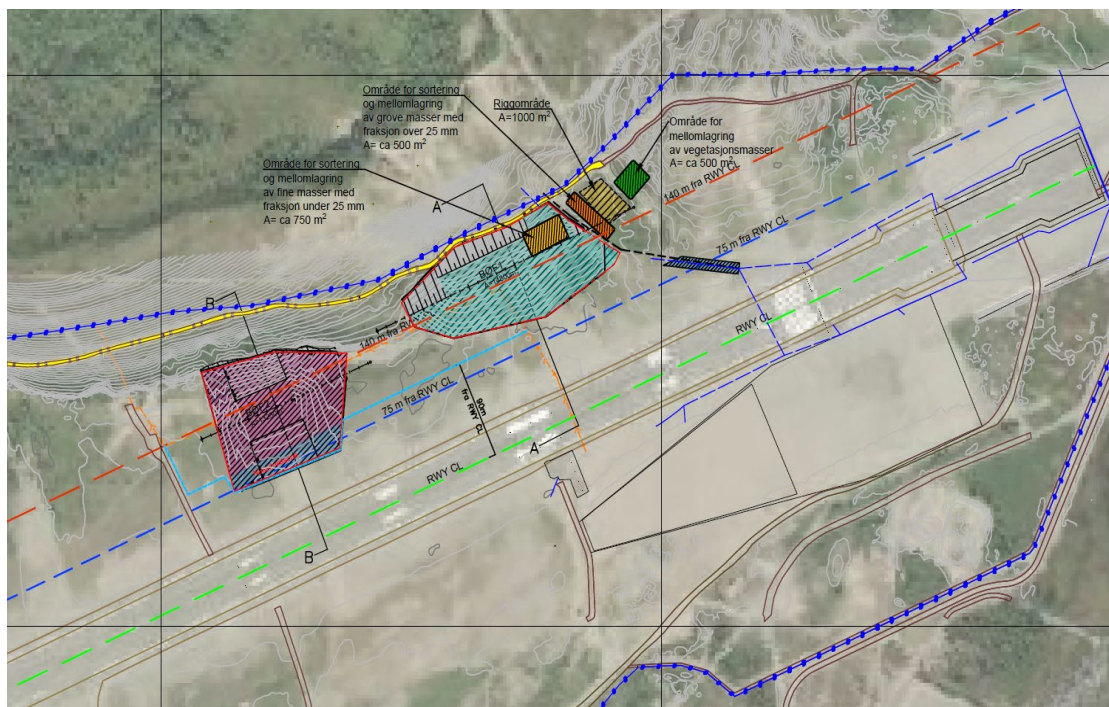 Område for sortering
og mellomlagring
av grove masser med
fraksjon over 25 mm
A= ca 500 m²
Riggområde
A=1000 m²
Område for
mellomlagring
av vegetasjonsmasser
A= ca 500 m²
Område for sortering
og mellomlagring
av fine masser med
fraksjon under 25 mm
A= ca 750 m²
140 m fra RWY CL
A
75 m fra RWY CL
B
RWY CL
140 m fra RWY
75 m fra RWY CL
90m
fra RWY CL
A
RWY CL
B